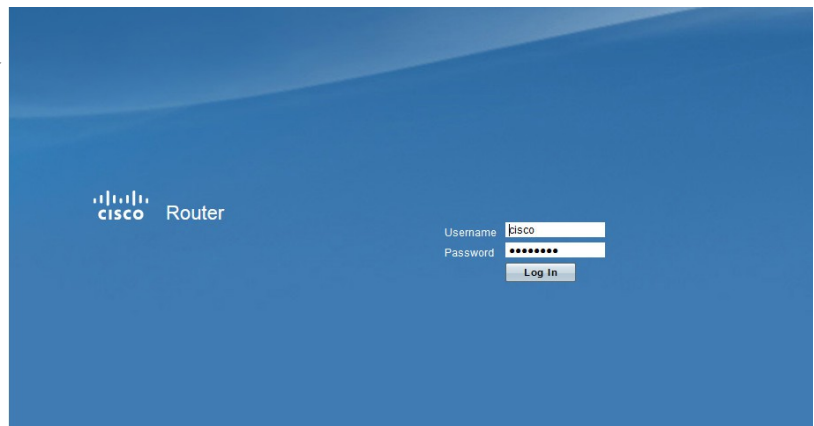 cisco Router
Username cisco
Password ••••••••
Log In